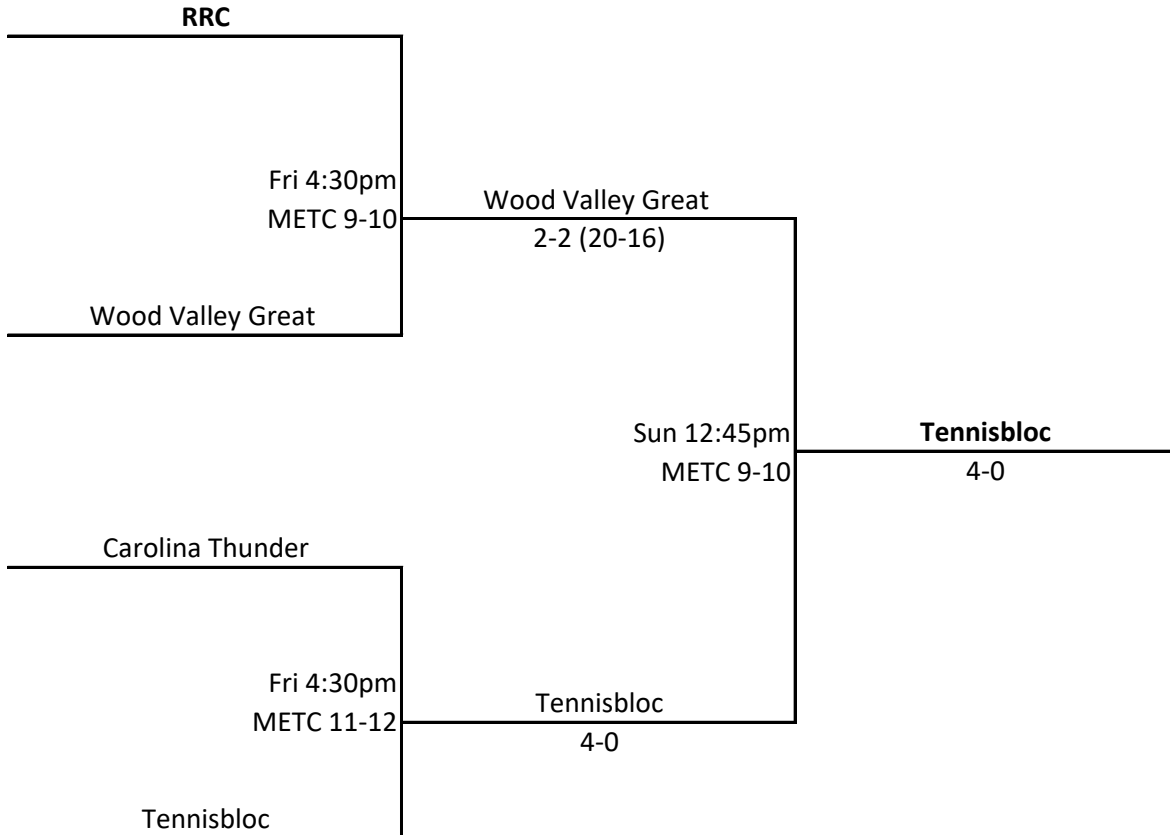 RRC
Fri 4:30pm
METC 9-10
Wood Valley Great
2-2 (20-16)
Wood Valley Great
Sun 12:45pm
METC 9-10
Tennisbloc
4-0
Carolina Thunder
Fri 4:30pm
METC 11-12
Tennisbloc
4-0
Tennisbloc